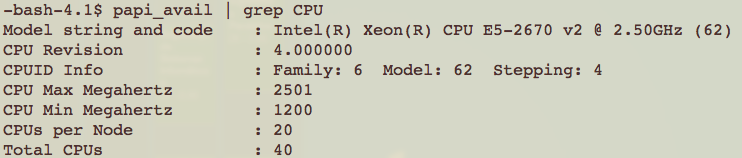 -bash-4.1$ papi_avail | grep CPU
Model string and code    : Intel(R) Xeon(R) CPU E5-2670 v2 @ 2.50GHz (62)
CPU Revision             : 4.000000
CPUID Info               : Family: 6  Model: 62  Stepping: 4
CPU Max Megahertz        : 2501
CPU Min Megahertz        : 1200
CPUs per Node            : 20
Total CPUs               : 40